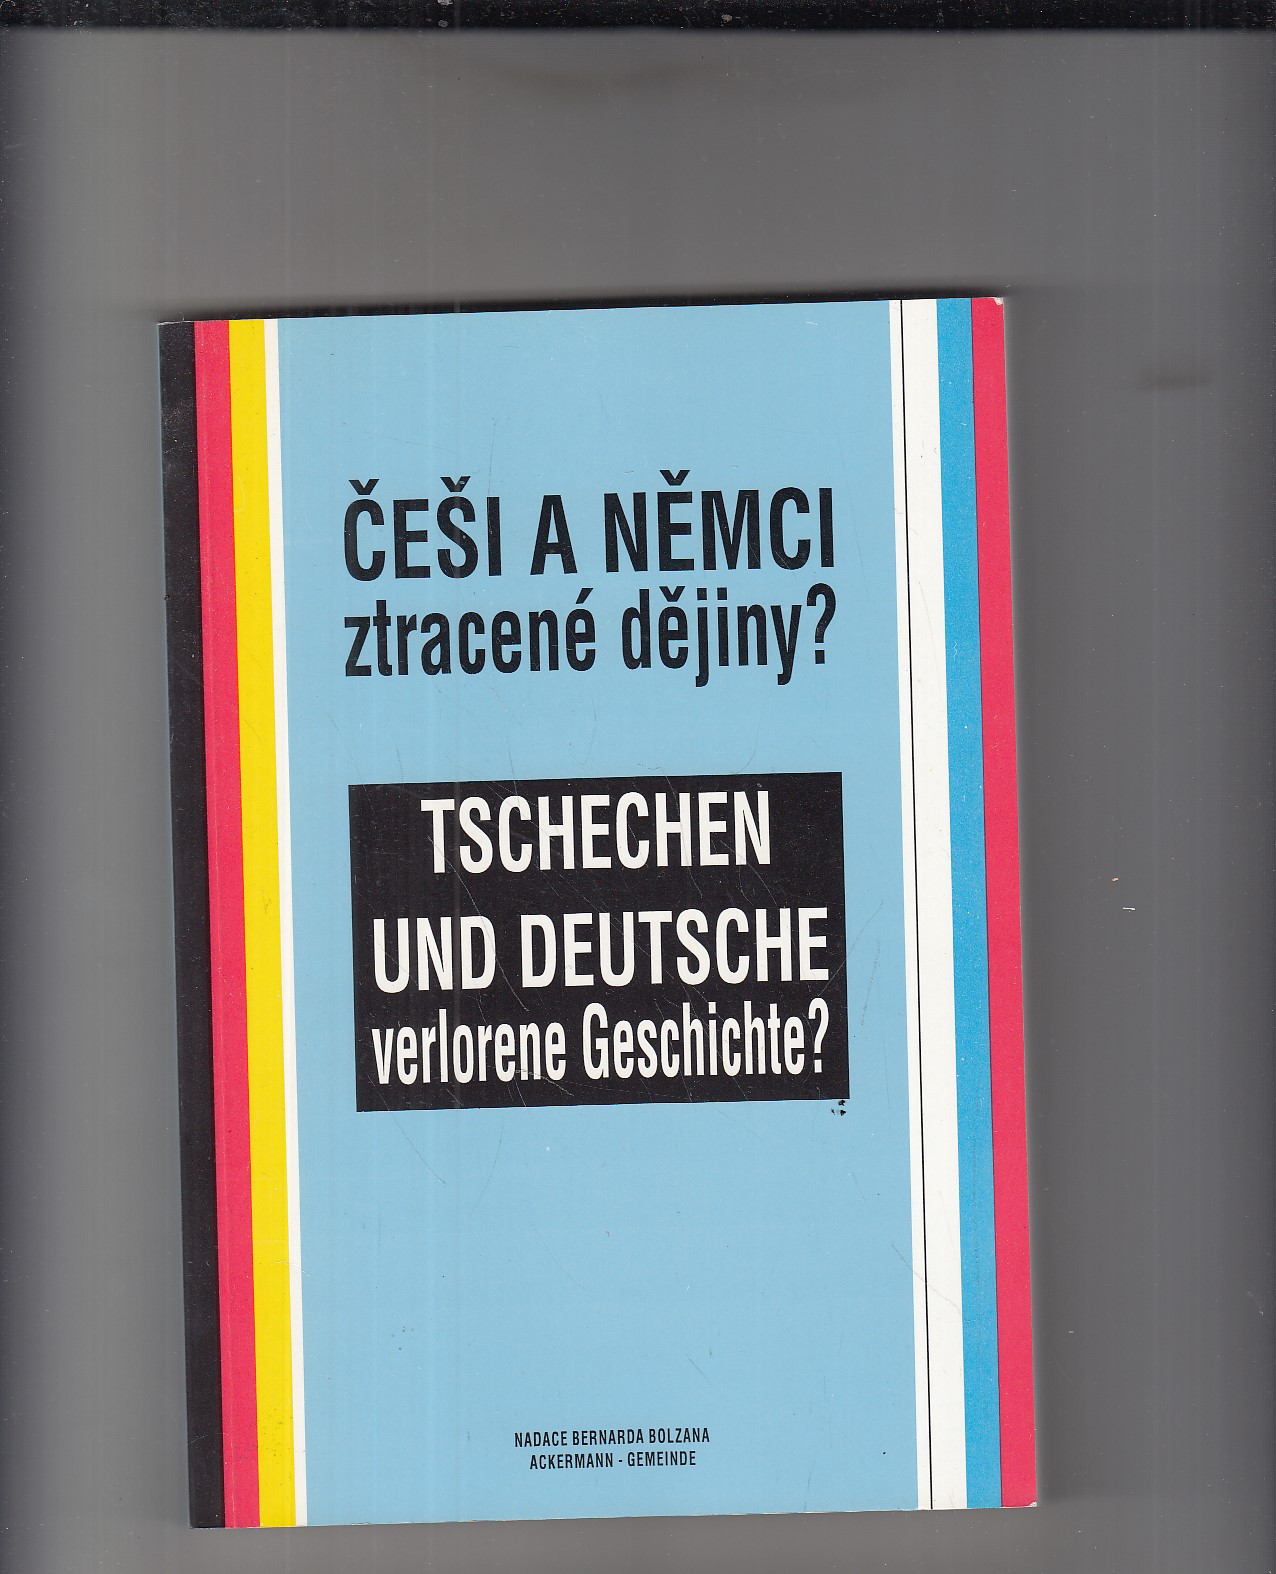 ČEŠI A NĚMCI
ztracené dějiny?
TSCHECHEN
UND DEUTSCHE
verlorene Geschichte?
NADACE BERNARDA BOLZANA
ACKERMANN - GEMEINDE